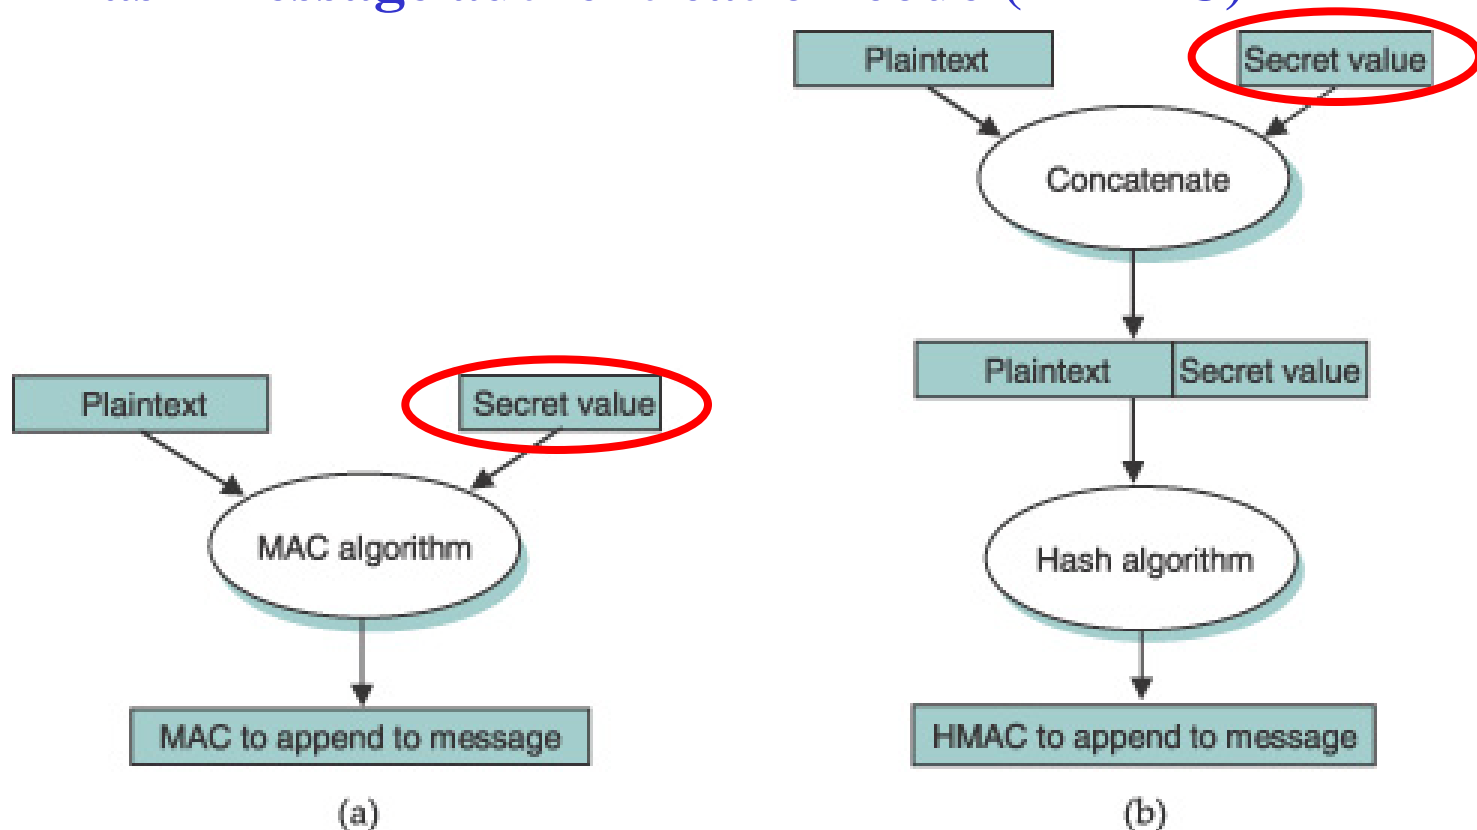 Plaintext
Secret value
MAC algorithm
MAC to append to message
(a)
Plaintext
Secret value
Concatenate
Plaintext
Secret value
Hash algorithm
HMAC to append to message
(b)